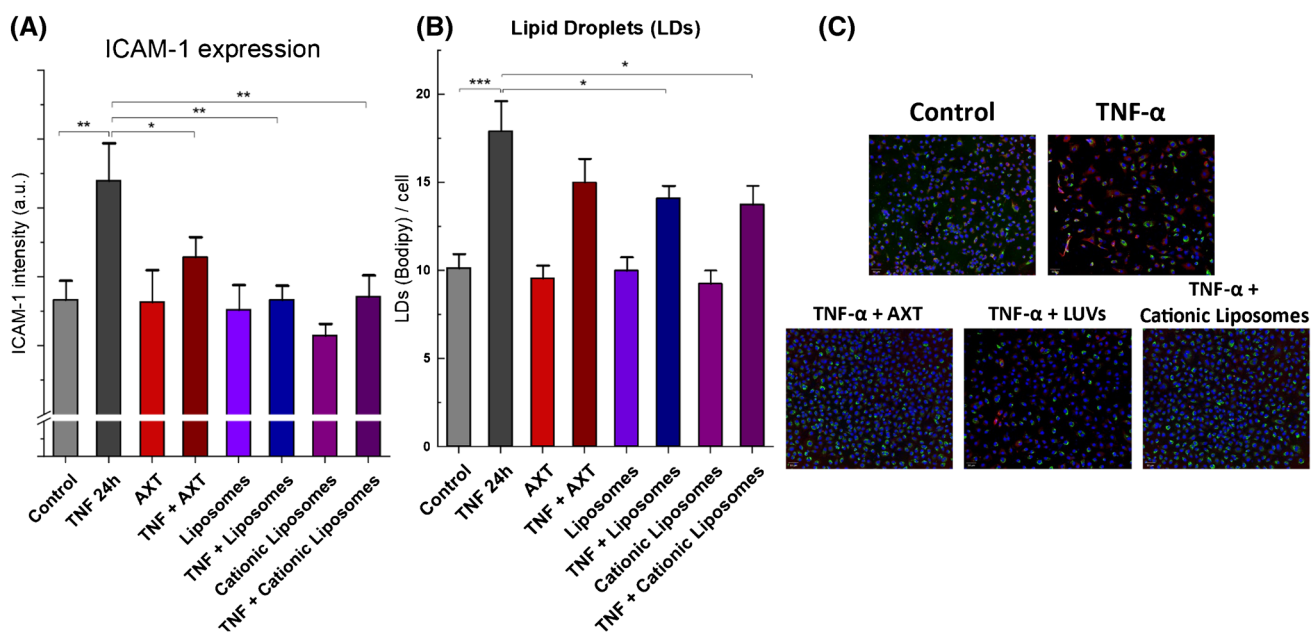 (A)
ICAM-1 expression
ICAM-1 intensity (a.u.)
**
*
**
**
Control
TNF 24h
AXT
TNF + AXT
Liposomes
TNF + Liposomes
Cationic Liposomes
TNF + Cationic Liposomes
(B)
Lipid Droplets (LDs)
LDs (Bodipy) / cell
20
15
10
5
0
***
*
*
Control
TNF 24h
AXT
TNF + AXT
Liposomes
TNF + Liposomes
Cationic Liposomes
TNF + Cationic Liposomes
(C)
Control
TNF-α
TNF-α + AXT
TNF-α + LUVs
TNF-α +
Cationic Liposomes